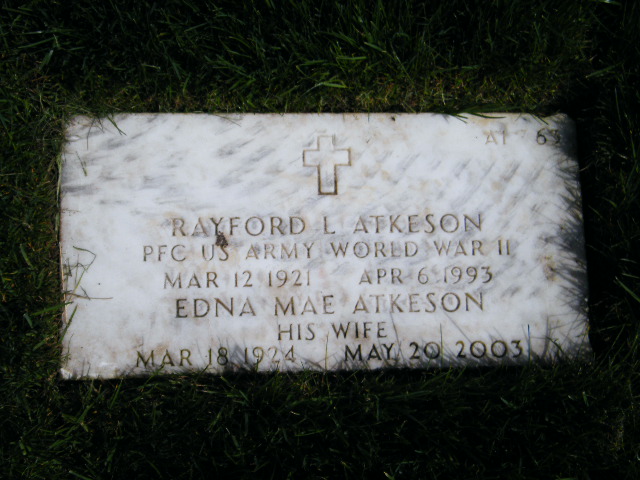 A1 763
RAYFORD L ATKESON
PFC US ARMY WORLD WAR II
MAR 12 1921 APR 6 1993
EDNA MAE ATKESON
HIS WIFE
MAR 18 1924 MAY 20 2003